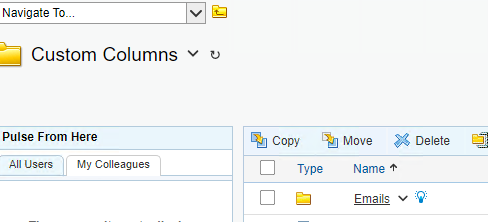 Navigate To...
Custom Columns
Pulse From Here
All Users My Colleagues
Copy Move Delete
Type Name
Emails